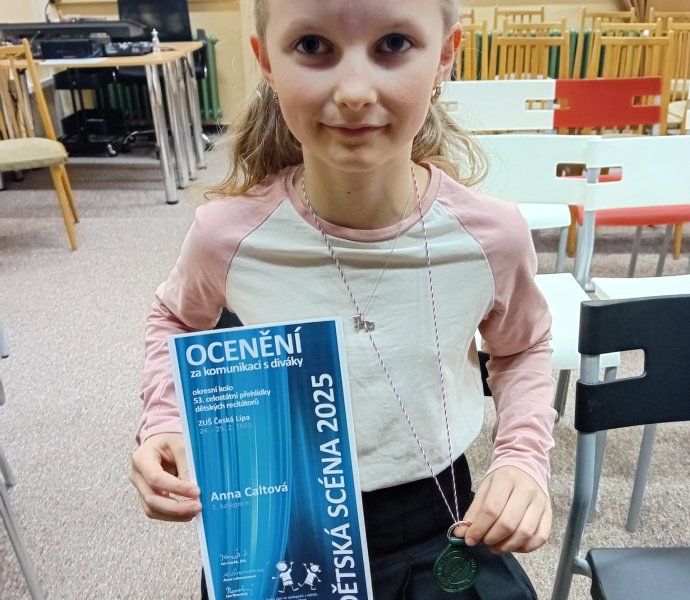 OCENĚNÍ
za komunikaci s diváky
okresní kolo
53. celostátní přehlídky
dětských recitátorů
ZUŠ Česká Lípa
24. - 25. 2. 2025
Anna Caltová
2. kategorie
DĚTSKÁ SCÉNA 2025